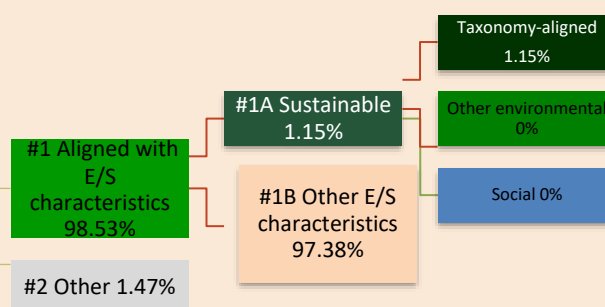 Taxonomy-aligned
1.15%
#1A Sustainable
1.15%
Other environmental
0%
#1 Aligned with
E/S
characteristics
98.53%
#1B Other E/S
characteristics
97.38%
Social 0%
#2 Other 1.47%